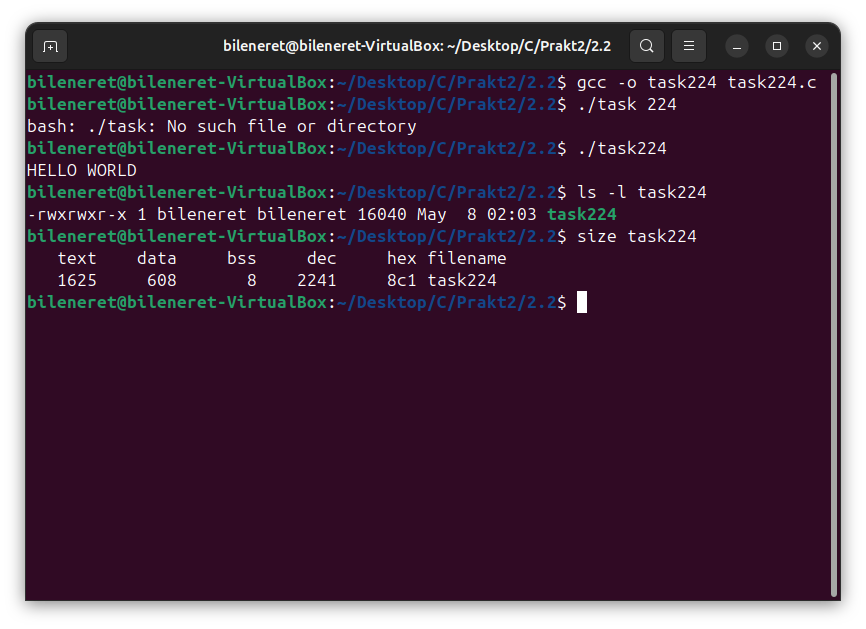 bileneret@bileneret-VirtualBox: ~/Desktop/C/Prakt2/2.2
bileneret@bileneret-VirtualBox:~/Desktop/C/Prakt2/2.2$ gcc -o task224 task224.c
bileneret@bileneret-VirtualBox:~/Desktop/C/Prakt2/2.2$ ./task 224
bash: ./task: No such file or directory
bileneret@bileneret-VirtualBox:~/Desktop/C/Prakt2/2.2$ ./task224
HELLO WORLD
bileneret@bileneret-VirtualBox:~/Desktop/C/Prakt2/2.2$ ls -l task224
-rwxrwxr-x 1 bileneret bileneret 16040 May  8 02:03 task224
bileneret@bileneret-VirtualBox:~/Desktop/C/Prakt2/2.2$ size task224
   text    data     bss     dec     hex filename
   1625     608       8    2241     8c1 task224
bileneret@bileneret-VirtualBox:~/Desktop/C/Prakt2/2.2$